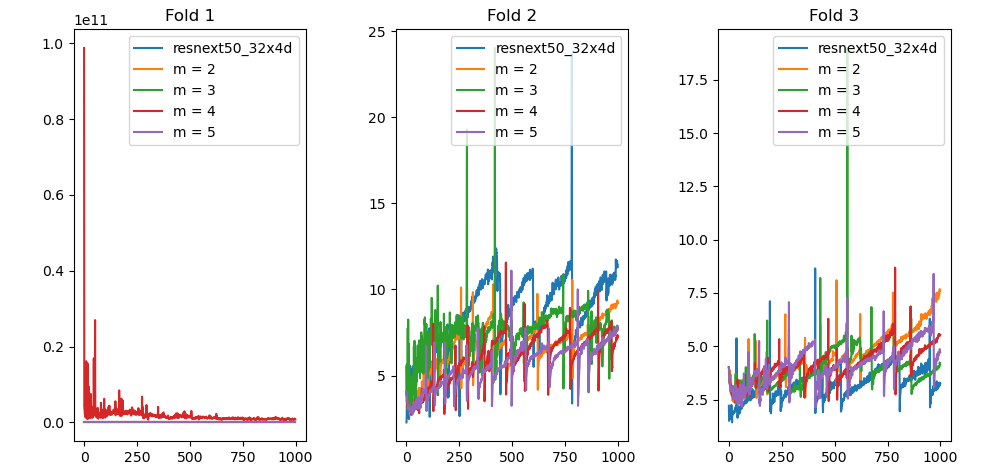 Fold 1
1e11
1.0
0.8
0.6
0.4
0.2
0.0
0
250
500
750
1000
resnext50_32x4d
m = 2
m = 3
m = 4
m = 5
Fold 2
25
20
15
10
5
0
250
500
750
1000
resnext50_32x4d
m = 2
m = 3
m = 4
m = 5
Fold 3
17.5
15.0
12.5
10.0
7.5
5.0
2.5
0
250
500
750
1000
resnext50_32x4d
m = 2
m = 3
m = 4
m = 5